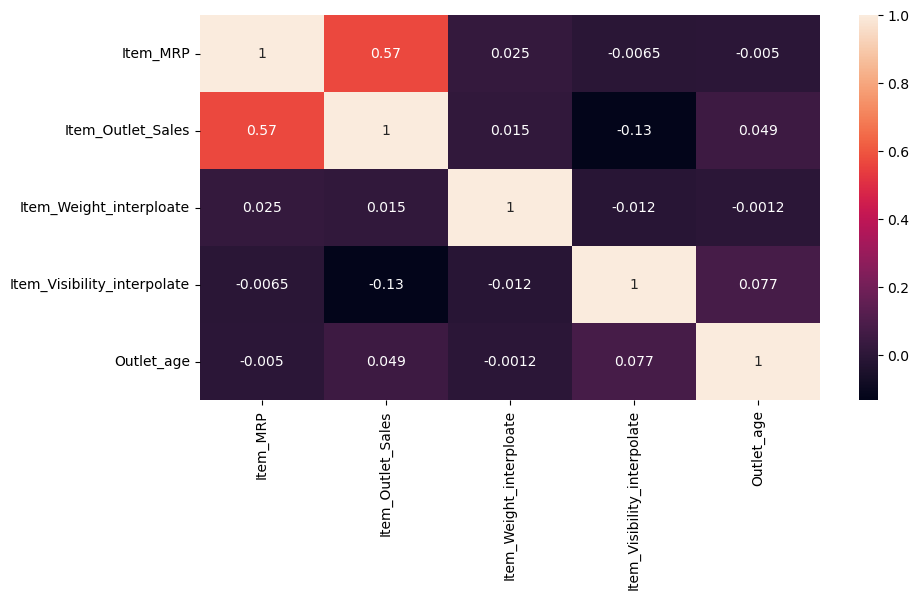 Item_MRP 1 0.57 0.025 -0.0065 -0.005
Item_Outlet_Sales 0.57 1 0.015 -0.13 0.049
Item_Weight_interploate 0.025 0.015 1 -0.012 -0.0012
Item_Visibility_interpolate -0.0065 -0.13 -0.012 1 0.077
Outlet_age -0.005 0.049 -0.0012 0.077 1
Item_MRP
Item_Outlet_Sales
Item_Weight_interploate
Item_Visibility_interpolate
Outlet_age
1.0
0.8
0.6
0.4
0.2
0.0